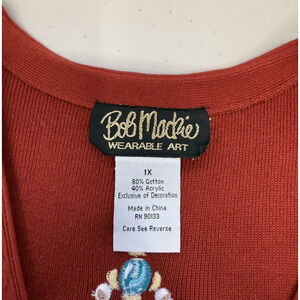 Bob Mackie
WEARABLE ART
1X
60% Cotton
40% Acrylic
Exclusive of Decoration
Made in China
RN 90133
Care See Reverse